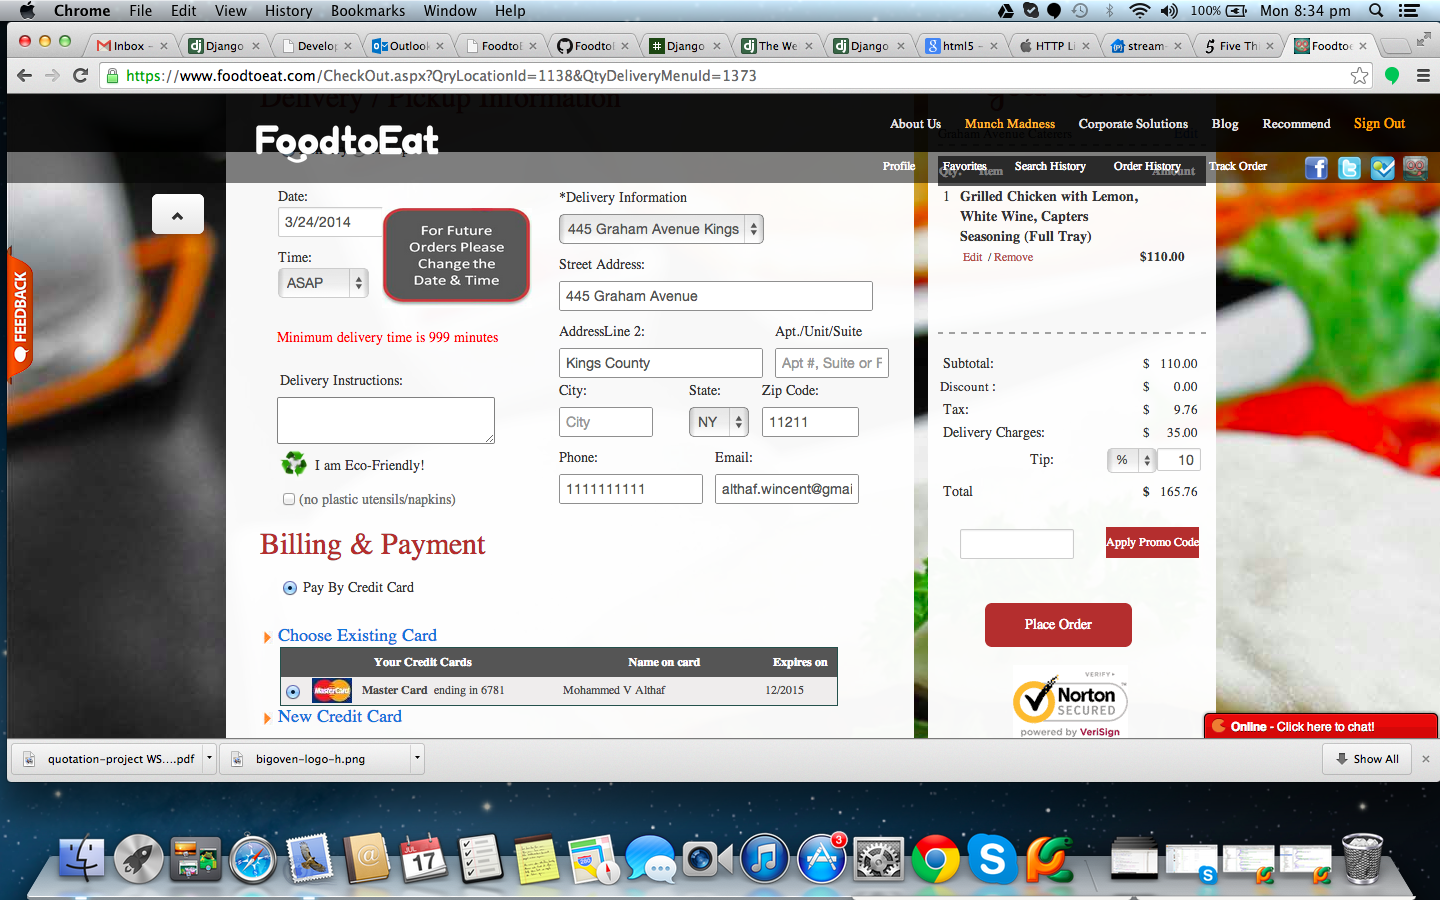 Chrome File Edit View History Bookmarks Window Help 100% Mon 8:34 pm
Inbox Django Develop Outlook FoodtoE GitHub Django The We Django html5 – HTTP Li stream- Five Th Foodtoe
https://www.foodtoeat.com/CheckOut.aspx?QryLocationId=1138&QtyDeliveryMenuId=1373
Delivery / Pickup Information
FoodtoEat
About Us Munch Madness Corporate Solutions Blog Recommend Sign Out
Profile Favorites Search History Order History Track Order
Qty. Item Amount
FEEDBACK
Date:
3/24/2014
Time:
ASAP
For Future
Orders Please
Change the
Date & Time
Minimum delivery time is 999 minutes
Delivery Instructions:
I am Eco-Friendly!
(no plastic utensils/napkins)
*Delivery Information
445 Graham Avenue Kings
Street Address:
445 Graham Avenue
AddressLine 2: Apt./Unit/Suite
Kings County Apt #, Suite or F
City: State: Zip Code:
City NY 11211
Phone: Email:
1111111111 althaf.wincent@gmai
Billing & Payment
Pay By Credit Card
Choose Existing Card
Your Credit Cards Name on card Expires on
MasterCard Master Card ending in 6781 Mohammed V Althaf 12/2015
New Credit Card
1 Grilled Chicken with Lemon,
White Wine, Capters
Seasoning (Full Tray)
Edit / Remove $110.00
Subtotal: $ 110.00
Discount : $ 0.00
Tax: $ 9.76
Delivery Charges: $ 35.00
Tip: % 10
Total $ 165.76
Apply Promo Code
Place Order
VERIFY
Norton
SECURED
powered by VeriSign
Online - Click here to chat!
quotation-project WS....pdf bigoven-logo-h.png Show All
JUL
17
3